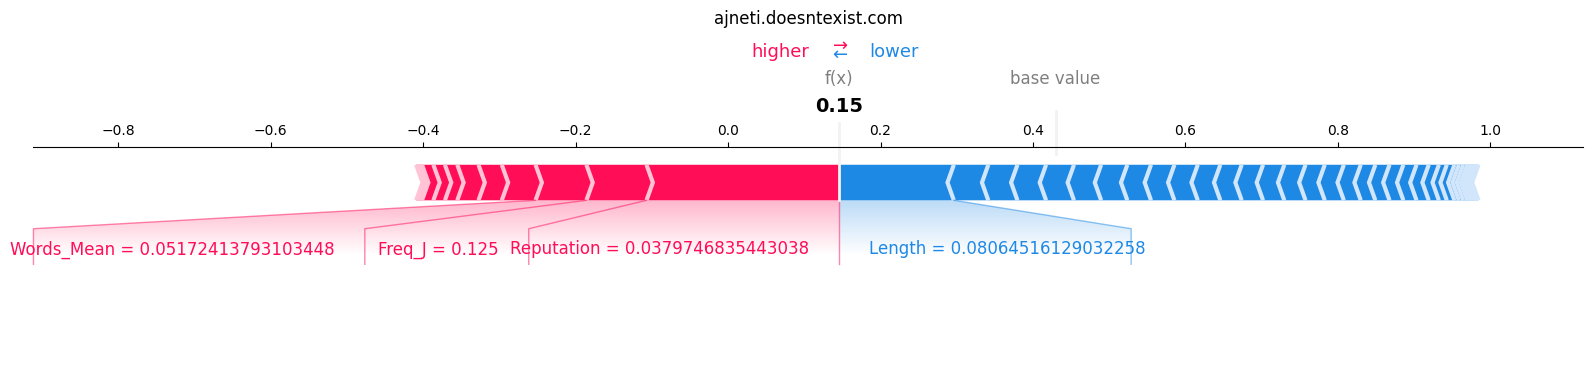 ajneti.doesntexist.com
higher ⇄ lower
f(x) base value
0.15
−0.8 −0.6 −0.4 −0.2 0.0 0.2 0.4 0.6 0.8 1.0
Words_Mean = 0.05172413793103448 Freq_J = 0.125 Reputation = 0.0379746835443038 Length = 0.08064516129032258